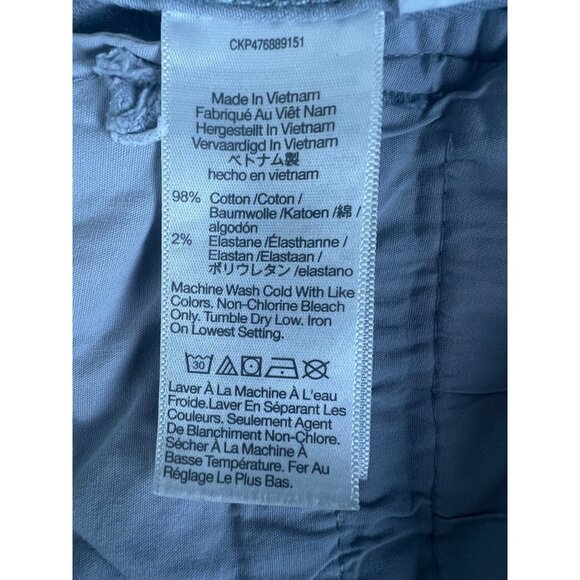 CKP476889151
Made In Vietnam
Fabriqué Au Viêt Nam
Hergestellt In Vietnam
Vervaardigd In Vietnam
ベトナム製
hecho en vietnam
98% Cotton /Coton /
Baumwolle /Katoen /綿 /
algodón
2% Elastane /Élasthanne /
Elastan /Elastaan /
ポリウレタン /elastano
Machine Wash Cold With Like
Colors. Non-Chlorine Bleach
Only. Tumble Dry Low. Iron
On Lowest Setting.
30
Laver À La Machine À L'eau
Froide.Laver En Séparant Les
Couleurs. Seulement Agent
De Blanchiment Non-Chlore.
Sécher À La Machine À
Basse Température. Fer Au
Réglage Le Plus Bas.